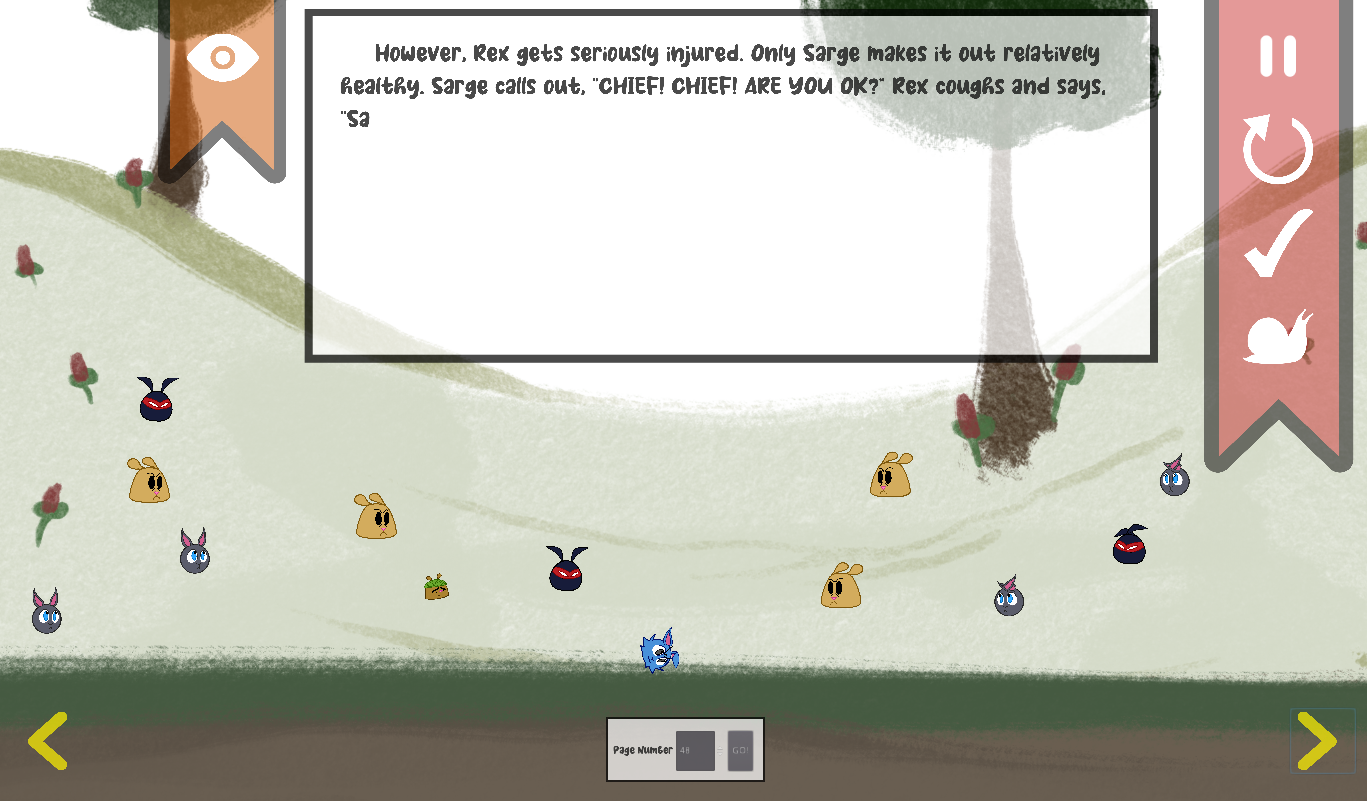 However, Rex gets seriously injured. Only Sarge makes it out relatively
healthy. Sarge calls out, "CHIEF! CHIEF! ARE YOU OK?" Rex coughs and says,
"Sa
Page Number 48 GO!